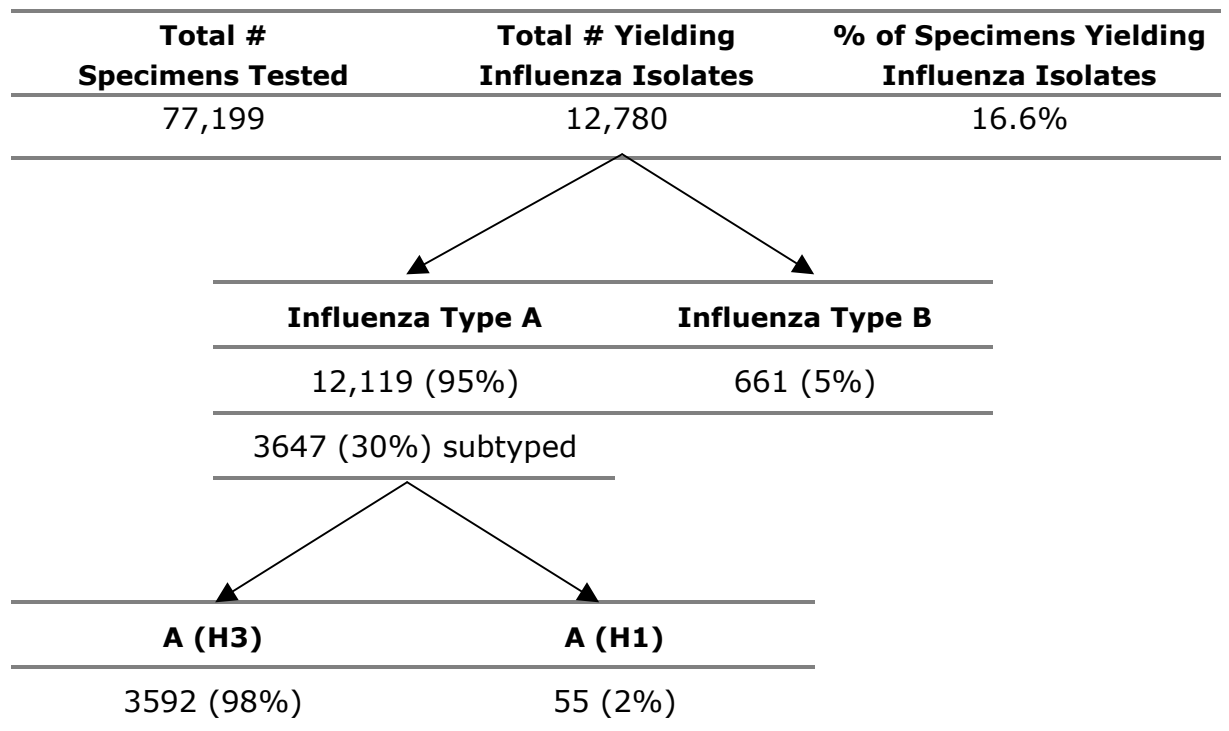 Total # Total # Yielding % of Specimens Yielding
Specimens Tested Influenza Isolates Influenza Isolates
77,199 12,780 16.6%
Influenza Type A Influenza Type B
12,119 (95%) 661 (5%)
3647 (30%) subtyped
A (H3) A (H1)
3592 (98%) 55 (2%)